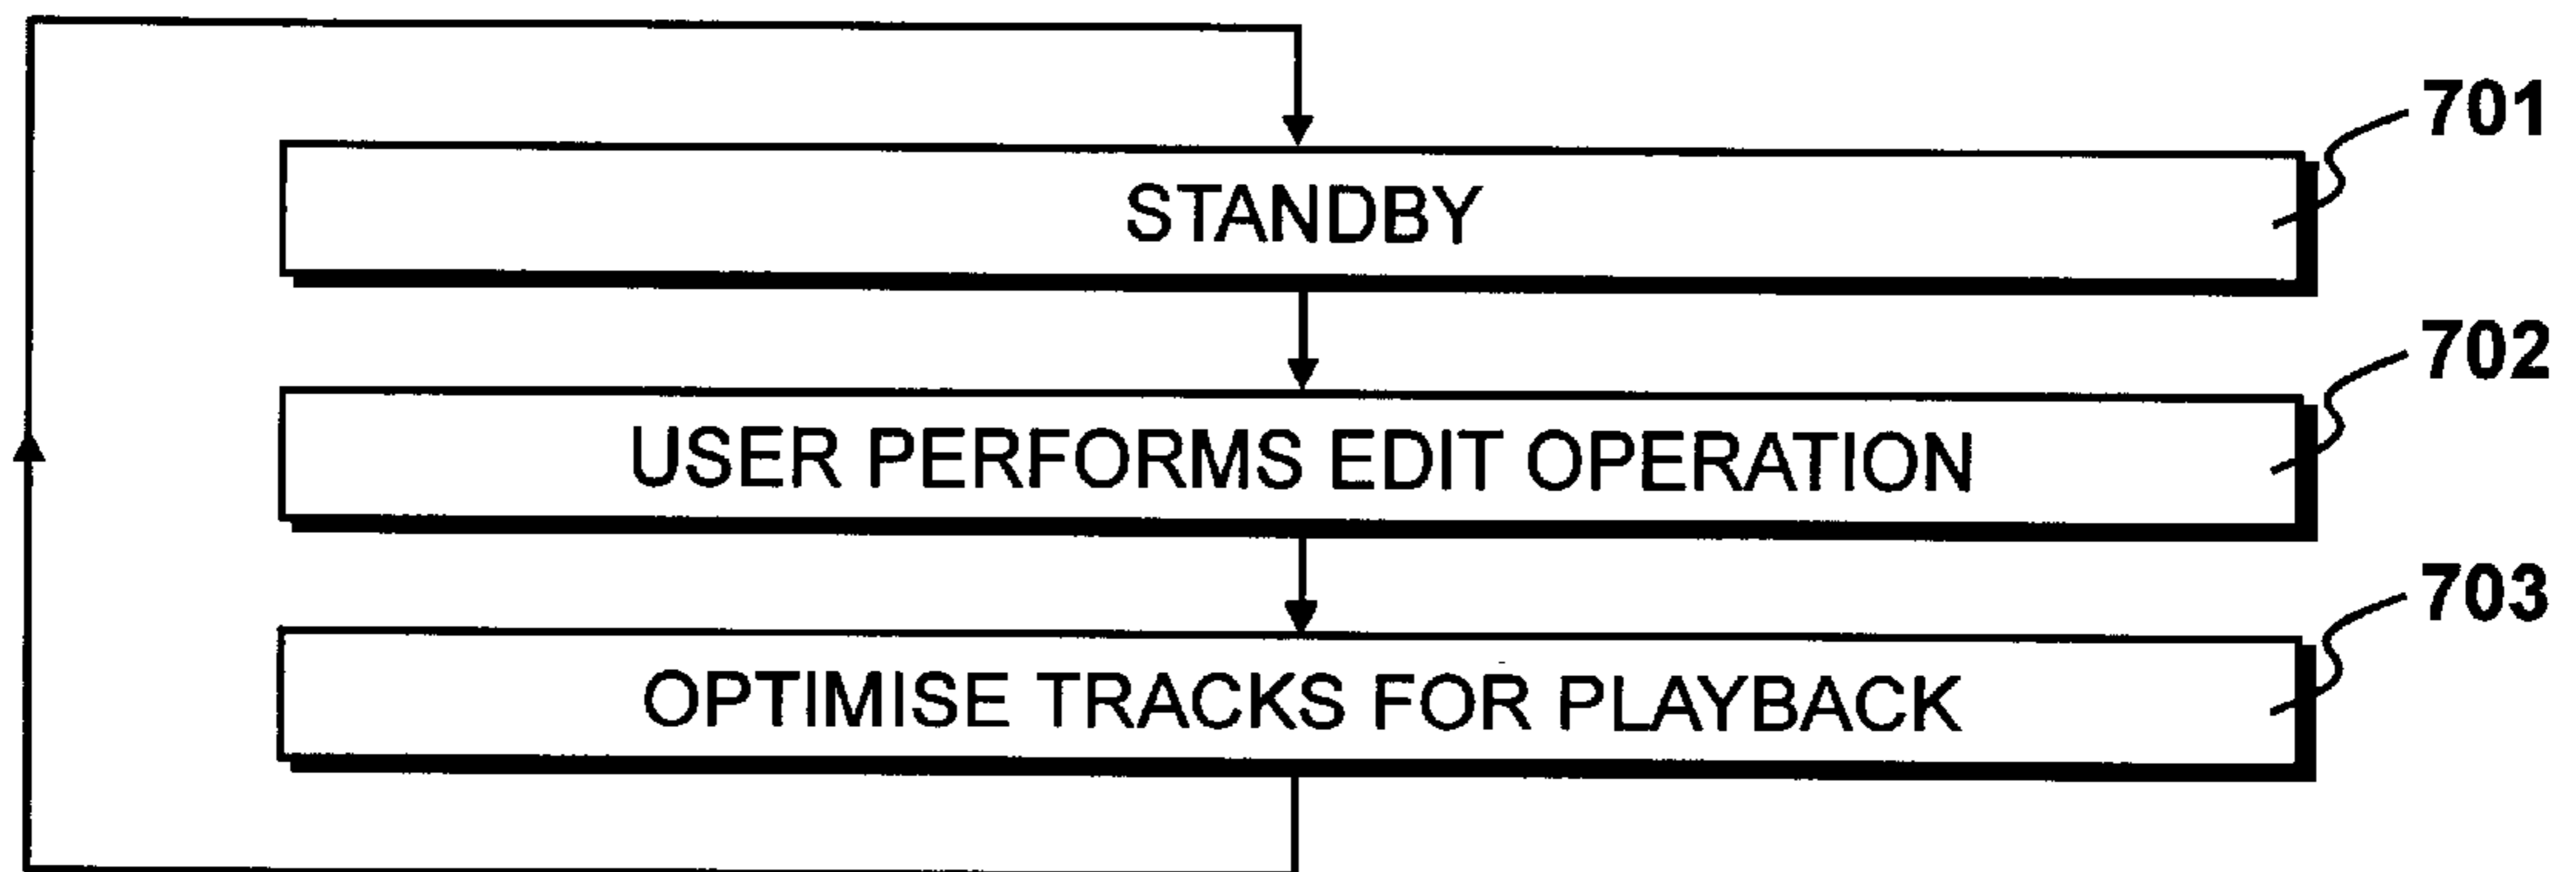 701
STANDBY
702
USER PERFORMS EDIT OPERATION
703
OPTIMISE TRACKS FOR PLAYBACK